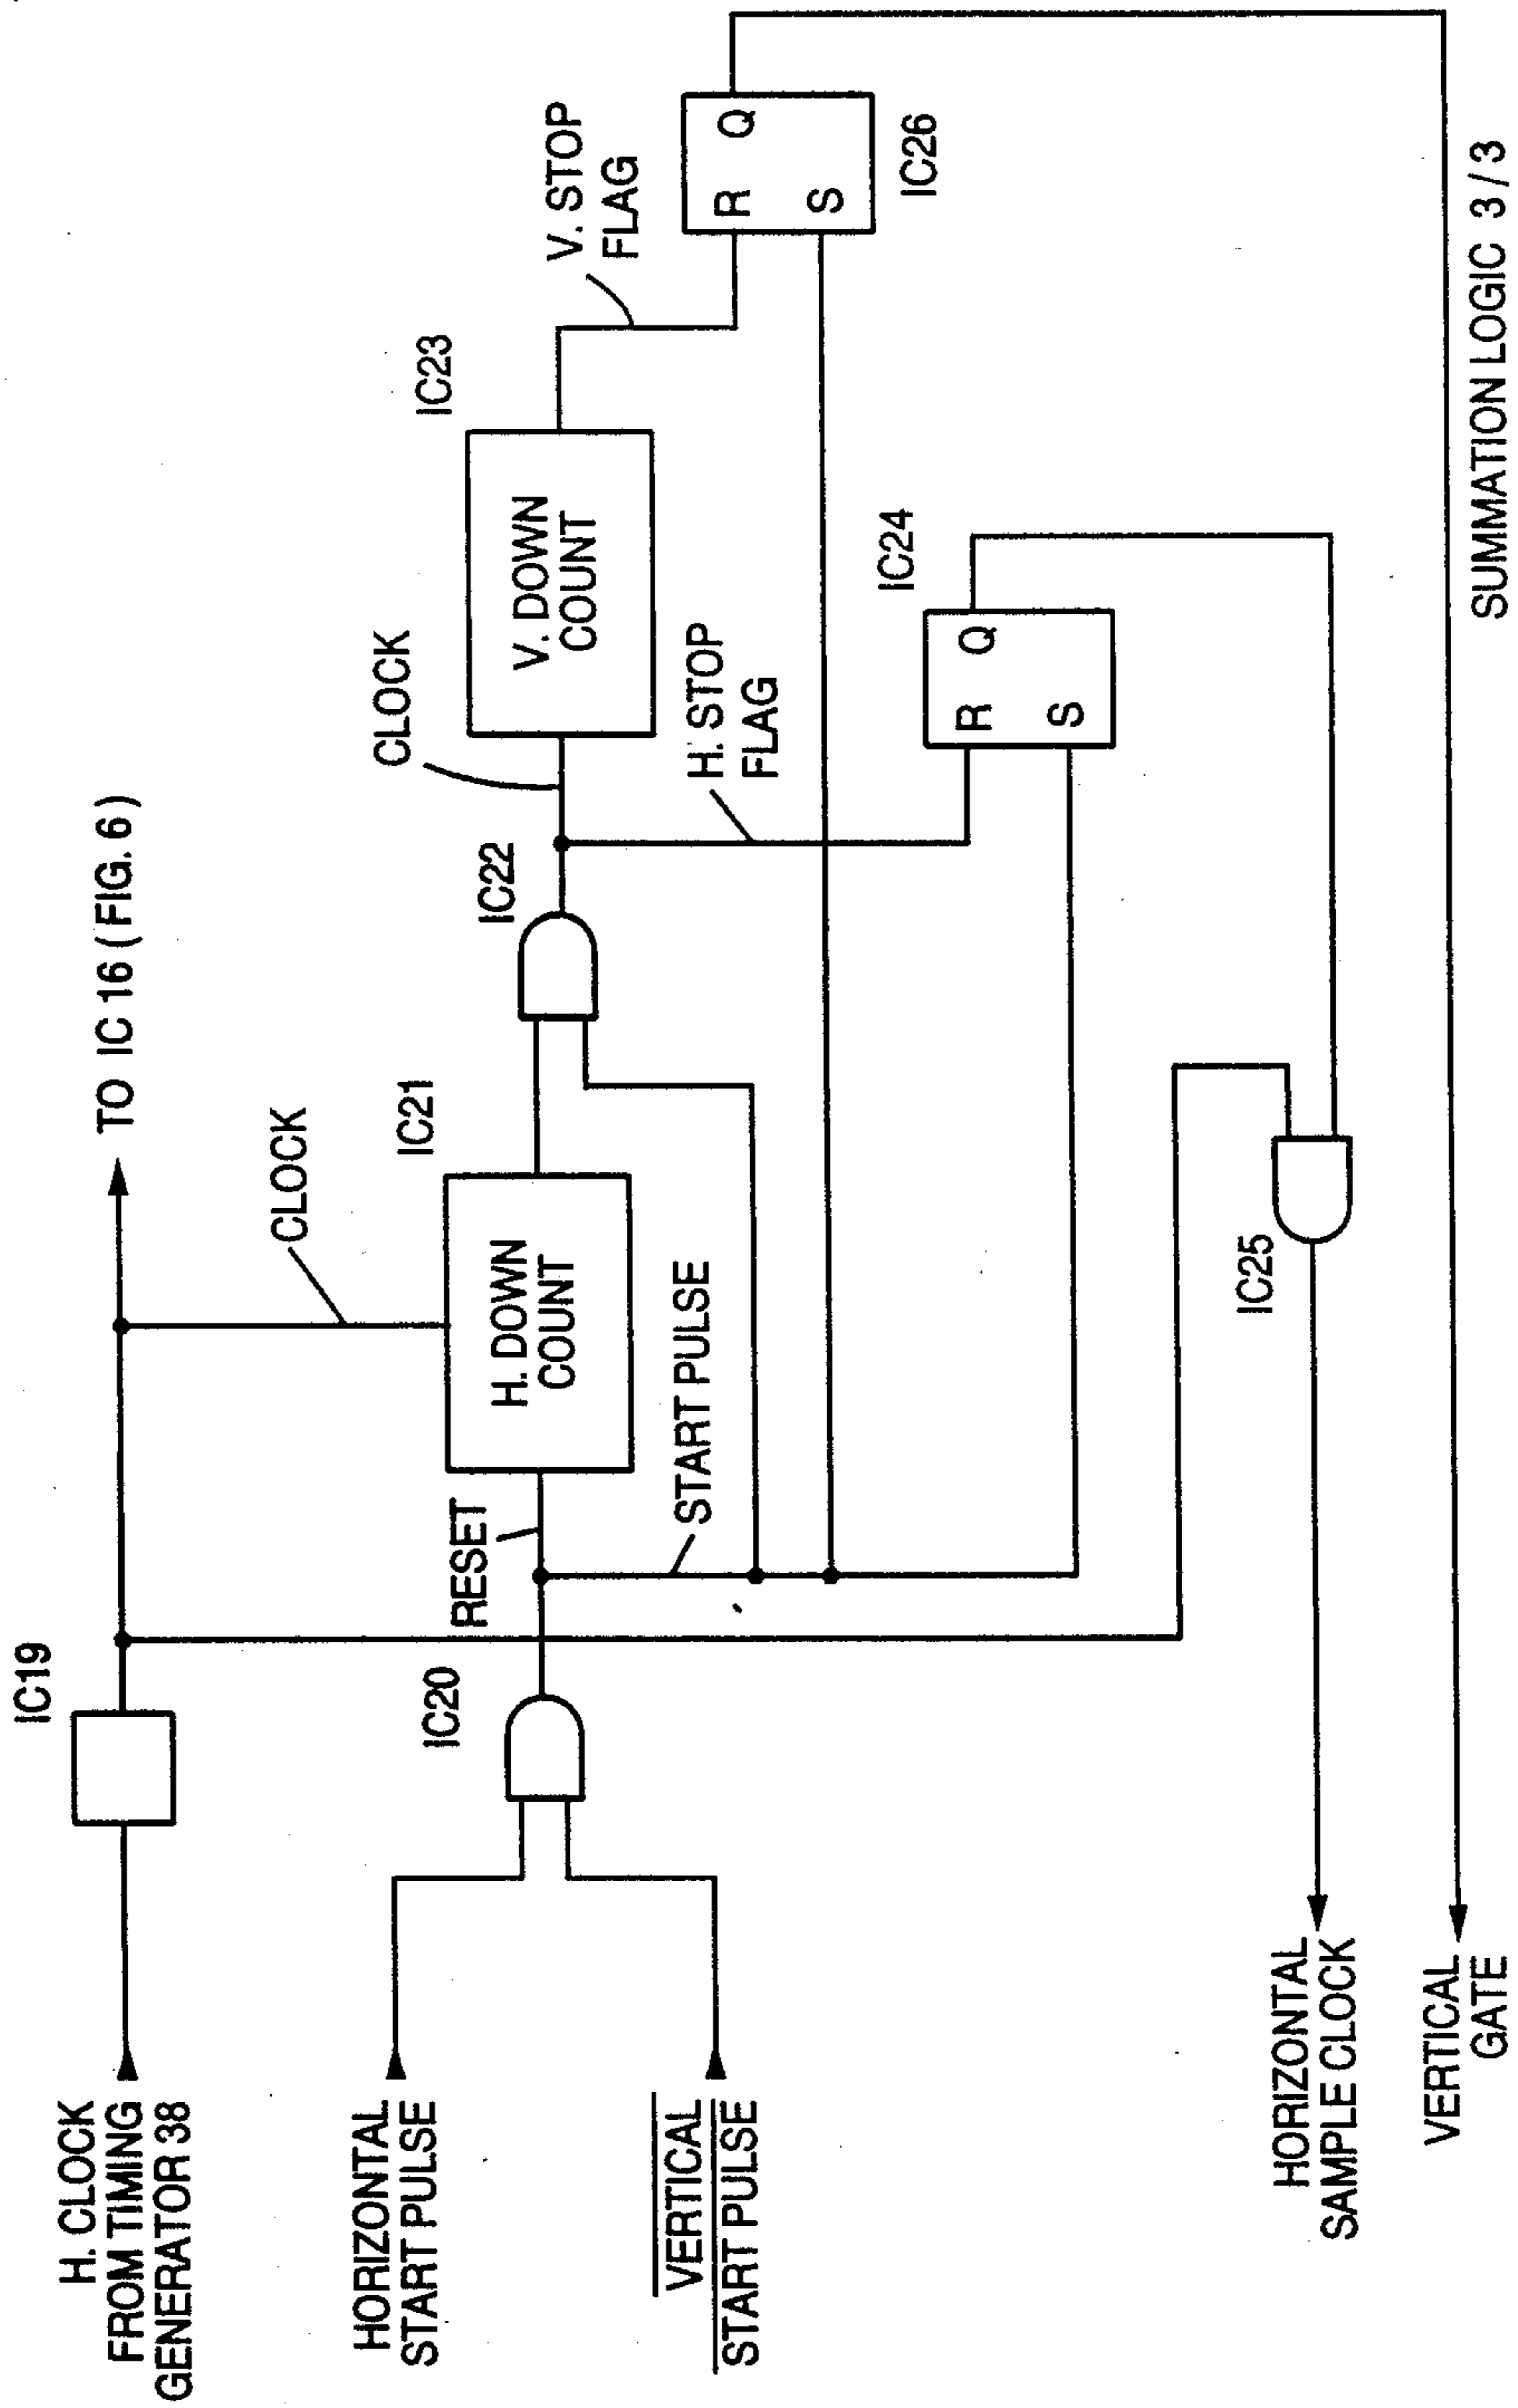 H. CLOCK
FROM TIMING
GENERATOR 38
IC19
TO IC 16 (FIG. 6)
HORIZONTAL
START PULSE
VERTICAL
START PULSE
IC20
RESET
CLOCK
IC21
H. DOWN
COUNT
START PULSE
IC22
CLOCK
H. STOP
FLAG
IC23
V. DOWN
COUNT
V. STOP
FLAG
R Q
S
IC26
IC24
R Q
S
IC25
HORIZONTAL
SAMPLE CLOCK
VERTICAL
GATE
SUMMATION LOGIC 3/3